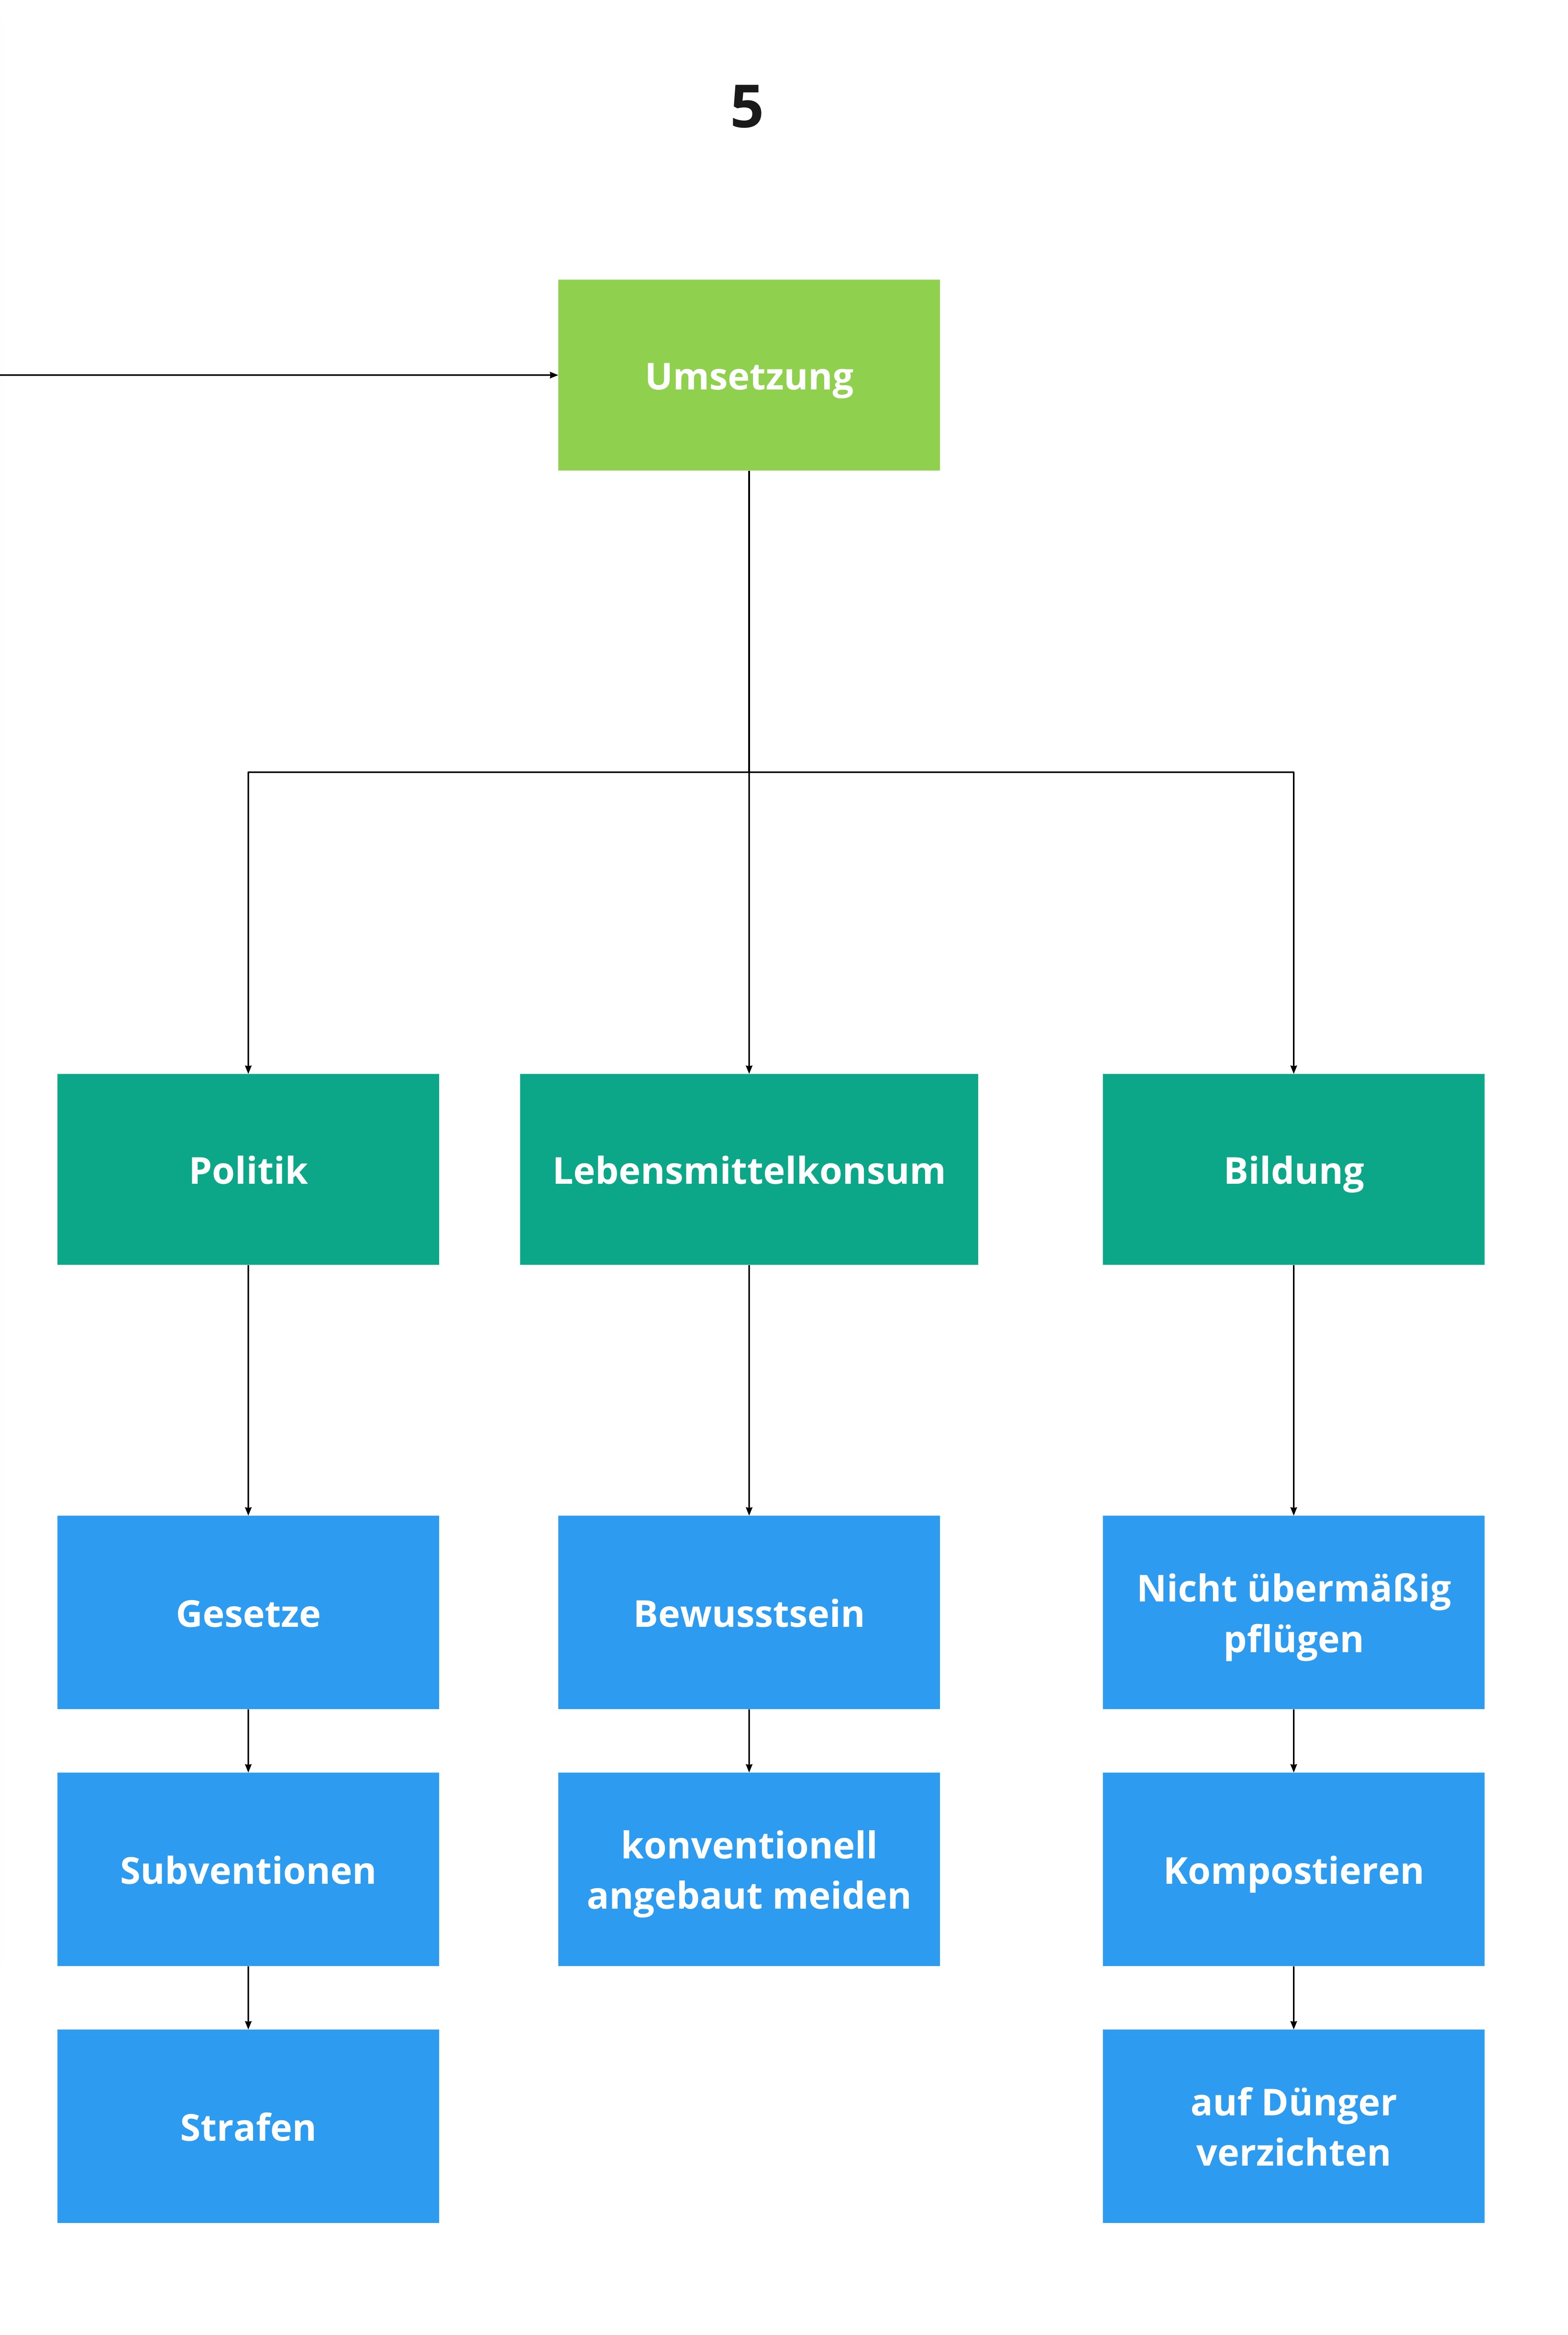 5
Umsetzung
Politik
Lebensmittelkonsum
Bildung
Gesetze
Bewusstsein
Nicht übermäßig
pflügen
Subventionen
konventionell
angebaut meiden
Kompostieren
Strafen
auf Dünger
verzichten